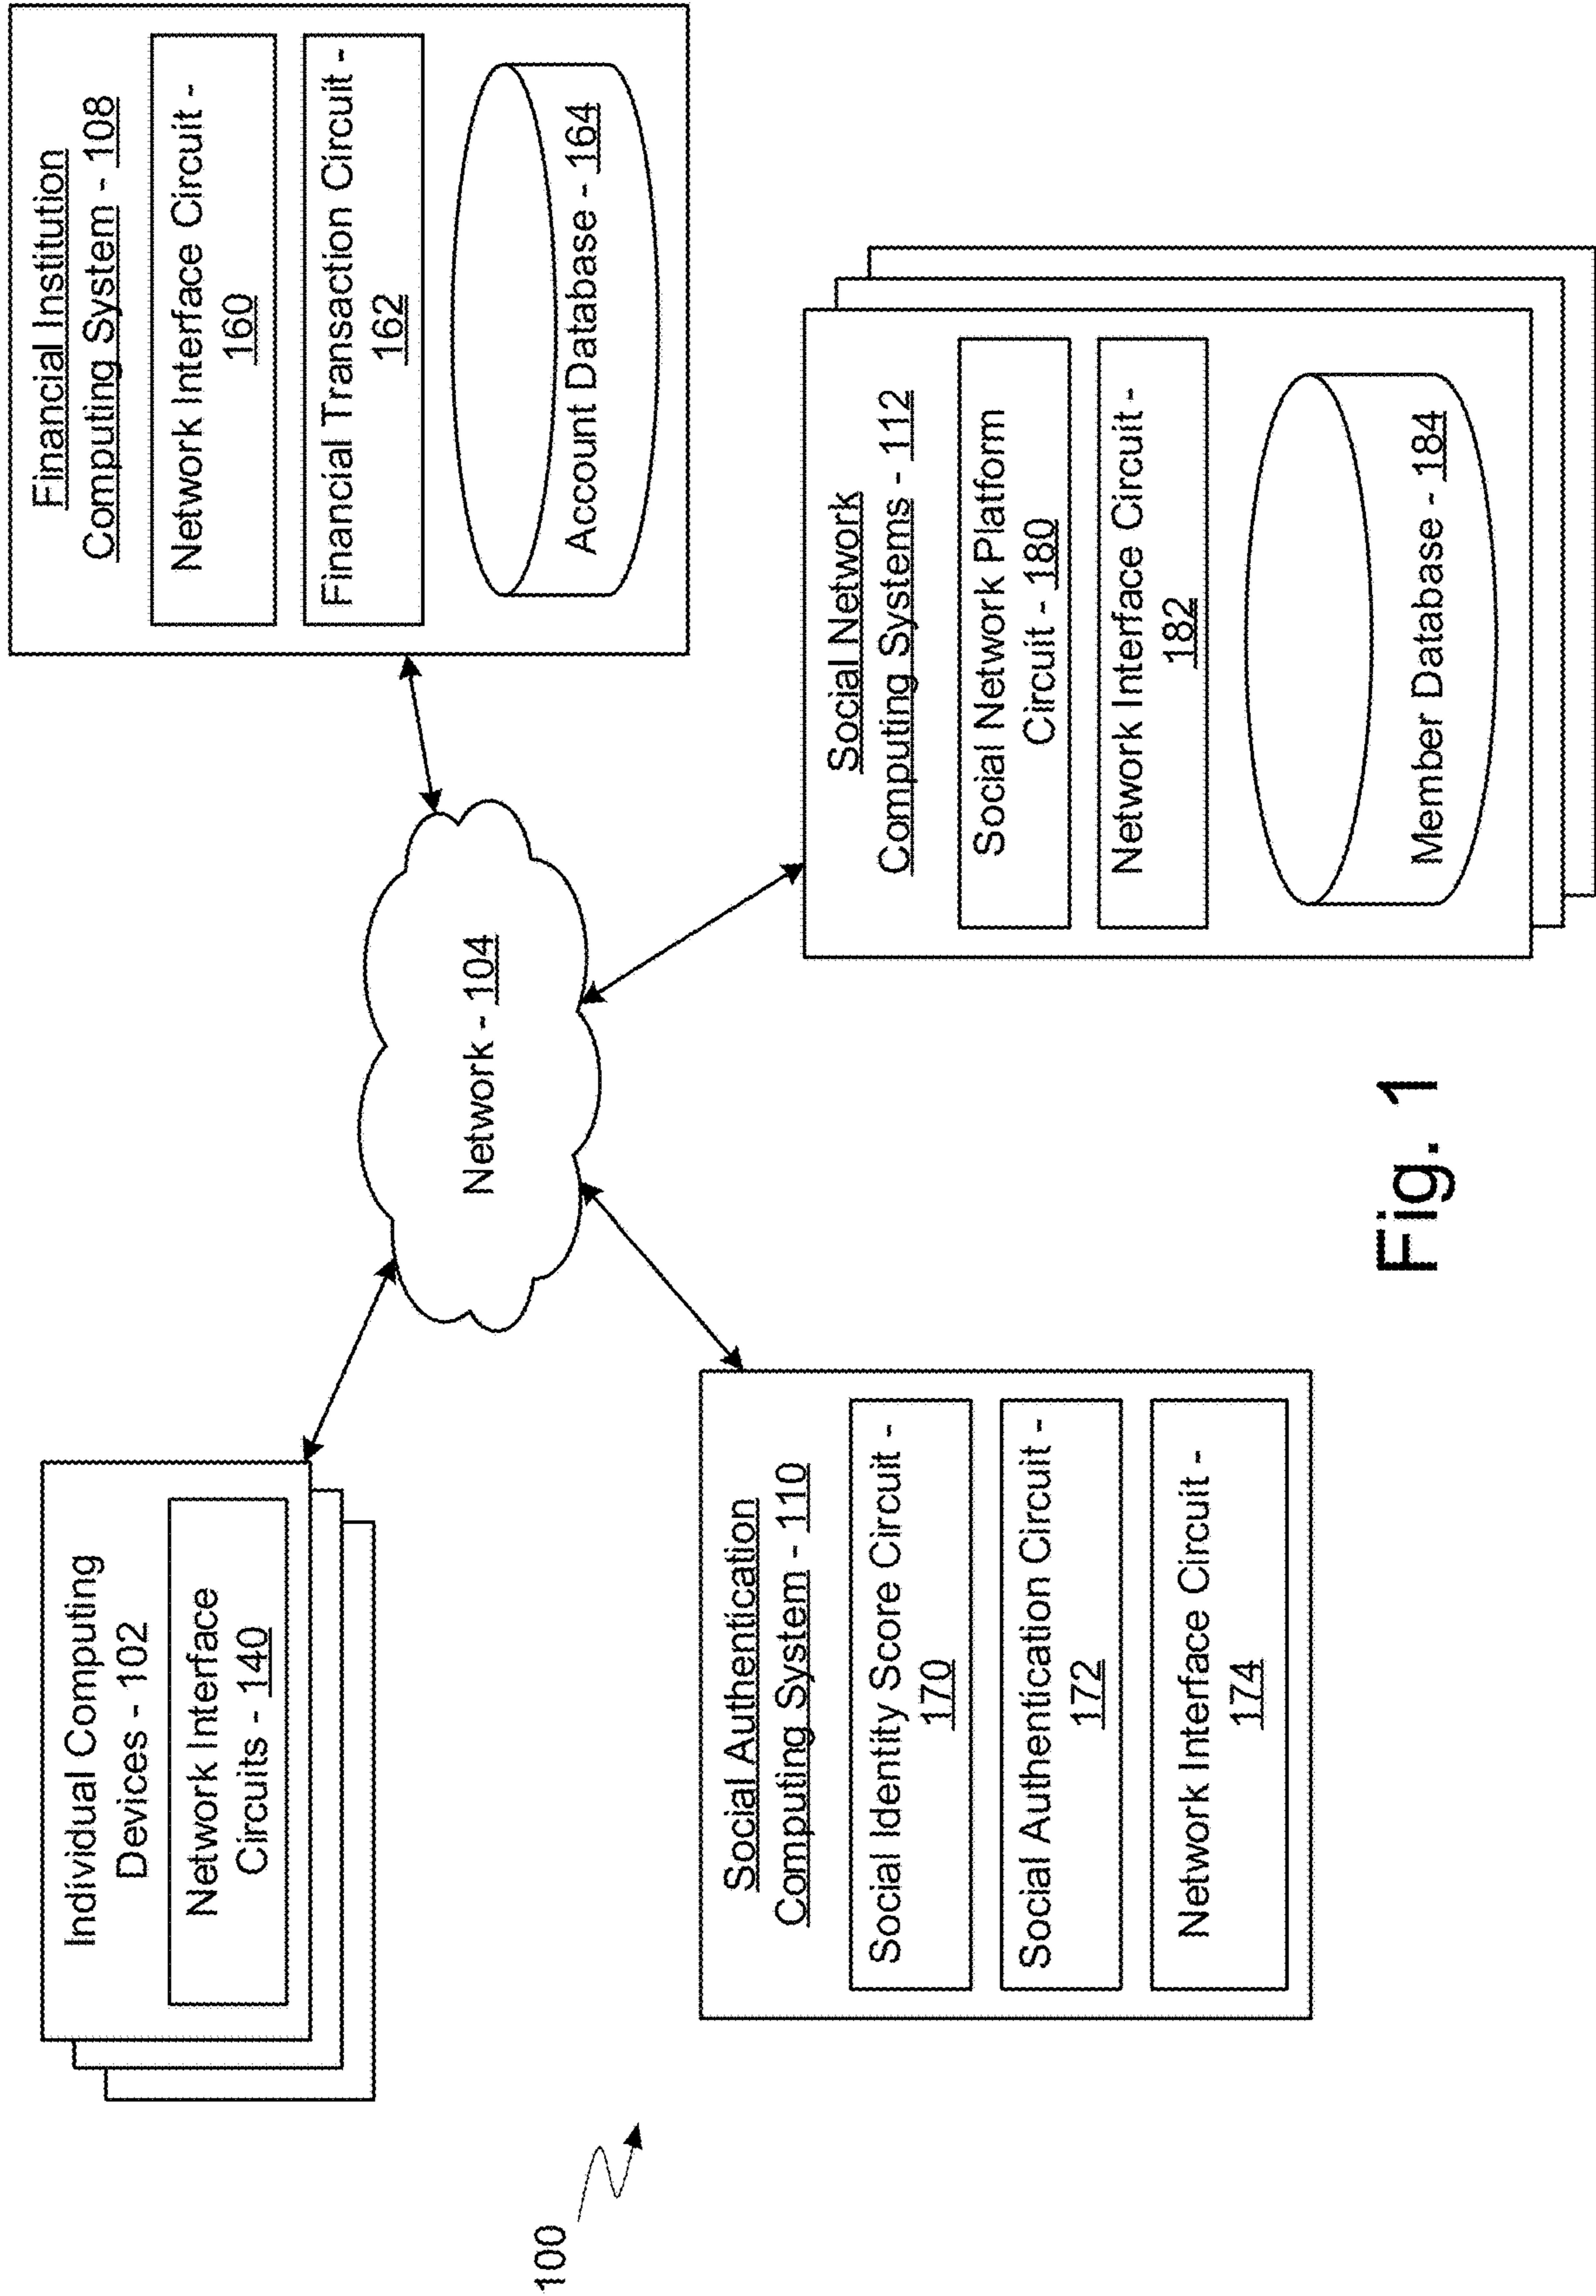 100
Individual Computing
Devices - 102
Network Interface
Circuits - 140
Network - 104
Financial Institution
Computing System - 108
Network Interface Circuit -
160
Financial Transaction Circuit -
162
Account Database - 164
Social Authentication
Computing System - 110
Social Identity Score Circuit -
170
Social Authentication Circuit -
172
Network Interface Circuit -
174
Social Network
Computing Systems - 112
Social Network Platform
Circuit - 180
Network Interface Circuit -
182
Member Database - 184
Fig. 1